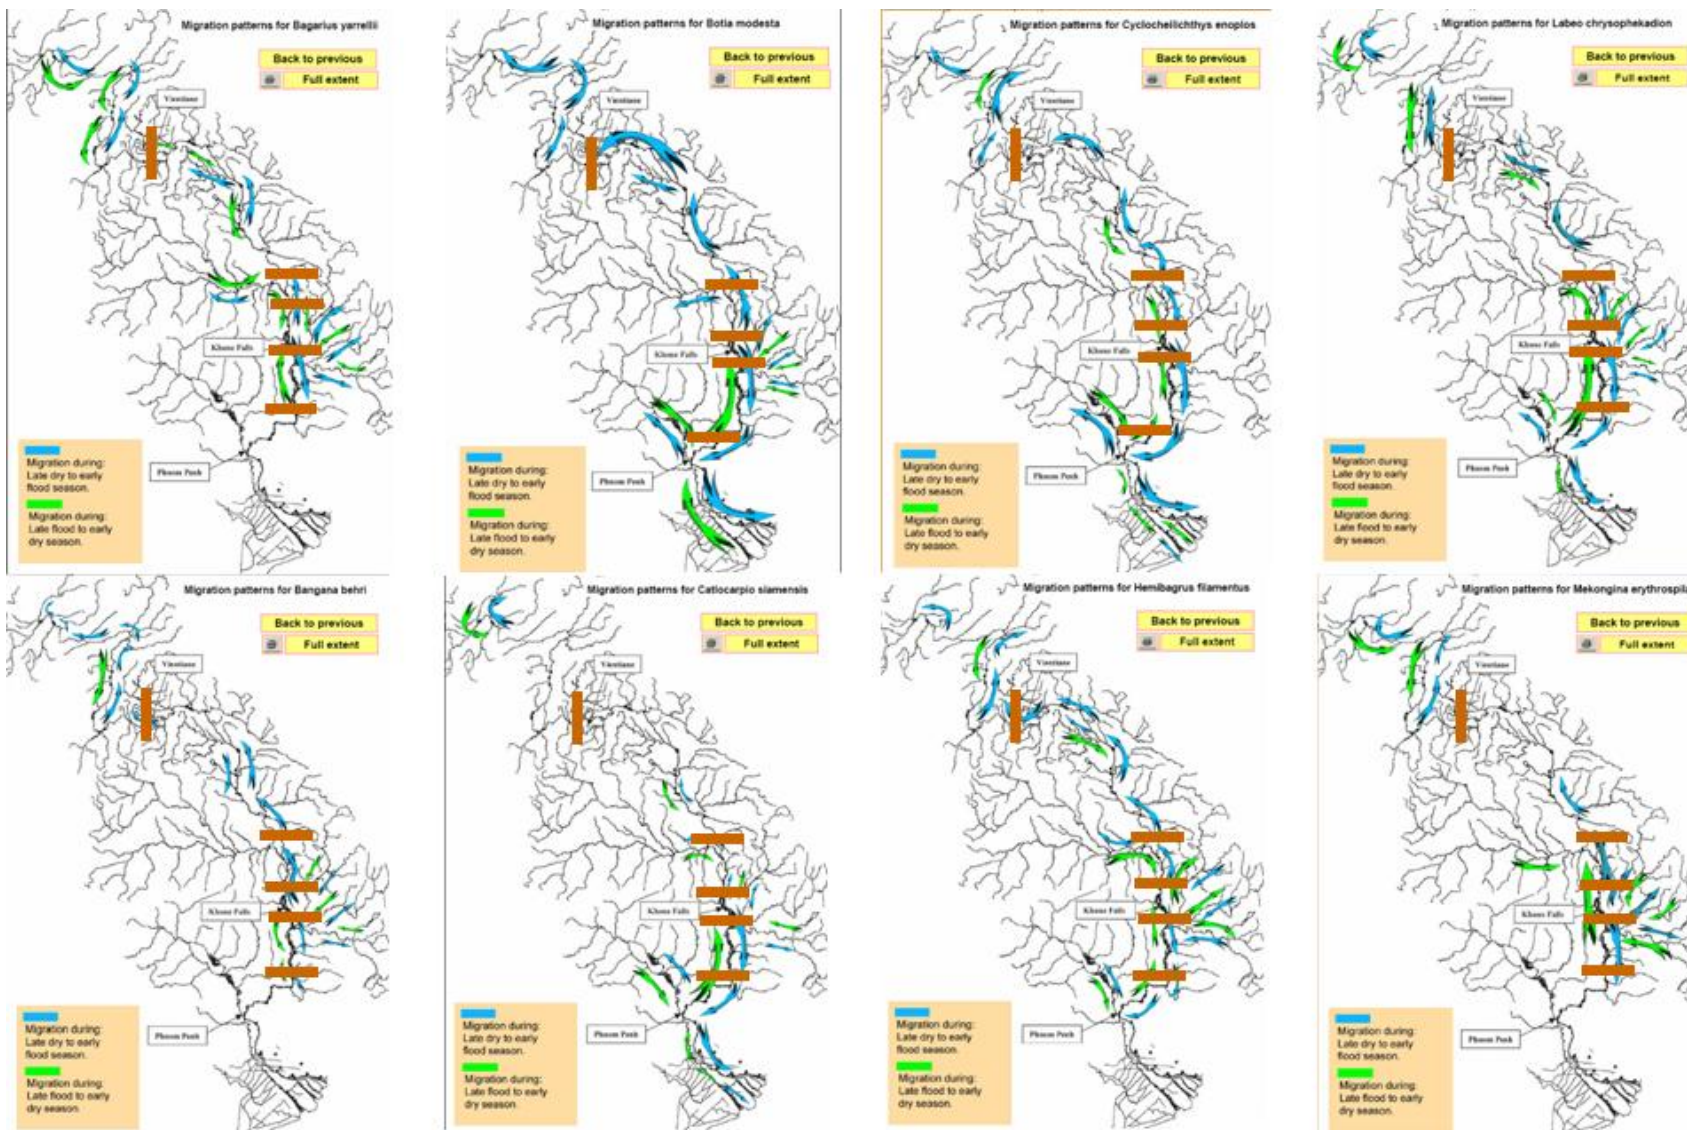 Migration patterns for Bagarius yarrellii
Back to previous
Full extent
Vientiane
Khone Falls
Phnom Penh
Migration during:
Late dry to early
flood season.
Migration during:
Late flood to early
dry season.
Migration patterns for Botia modesta
Back to previous
Full extent
Vientiane
Khone Falls
Phnom Penh
Migration during:
Late dry to early
flood season.
Migration during:
Late flood to early
dry season.
Migration patterns for Cyclocheilichthys enoplos
Back to previous
Full extent
Vientiane
Khone Falls
Phnom Penh
Migration during:
Late dry to early
flood season.
Migration during:
Late flood to early
dry season.
Migration patterns for Labeo chrysophekadion
Back to previous
Full extent
Vientiane
Khone Falls
Phnom Penh
Migration during:
Late dry to early
flood season.
Migration during:
Late flood to early
dry season.
Migration patterns for Bangana behri
Back to previous
Full extent
Vientiane
Khone Falls
Phnom Penh
Migration during:
Late dry to early
flood season.
Migration during:
Late flood to early
dry season.
Migration patterns for Catlocarpio siamensis
Back to previous
Full extent
Vientiane
Khone Falls
Phnom Penh
Migration during:
Late dry to early
flood season.
Migration during:
Late flood to early
dry season.
Migration patterns for Hemibagrus filamentus
Back to previous
Full extent
Vientiane
Khone Falls
Phnom Penh
Migration during:
Late dry to early
flood season.
Migration during:
Late flood to early
dry season.
Migration patterns for Mekongina erythrospila
Back to previous
Full extent
Vientiane
Khone Falls
Phnom Penh
Migration during:
Late dry to early
flood season.
Migration during:
Late flood to early
dry season.